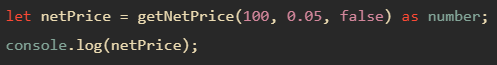 let netPrice = getNetPrice(100, 0.05, false) as number;
console.log(netPrice);